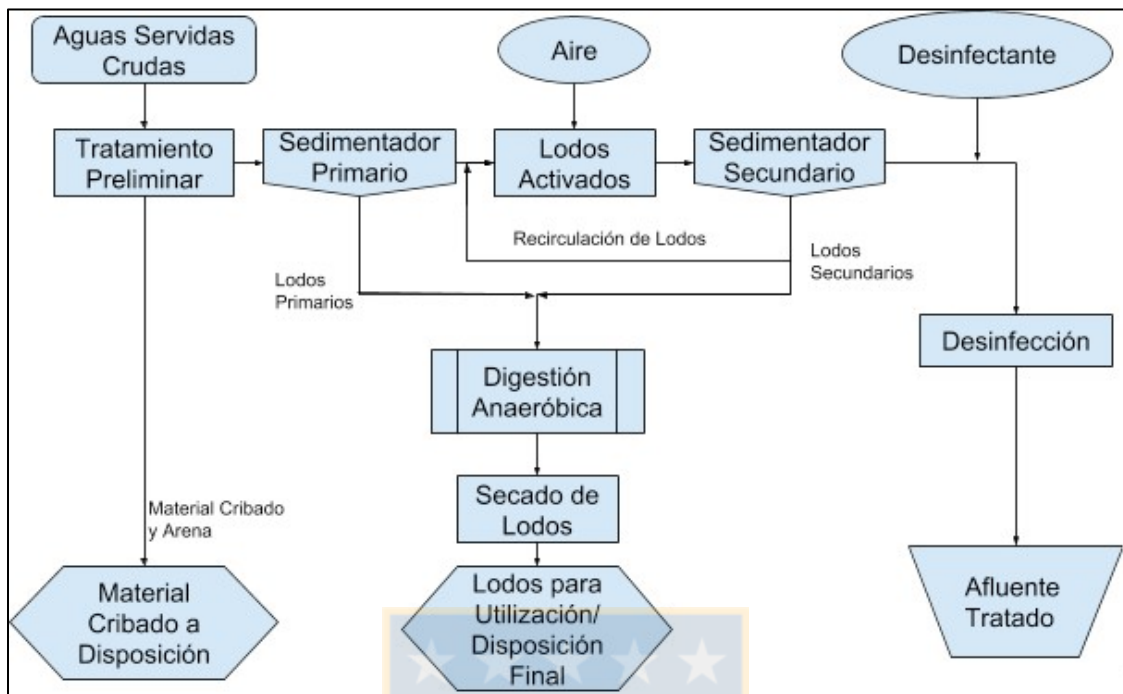 Aguas Servidas
Crudas
Aire
Desinfectante
Tratamiento
Preliminar
Sedimentador
Primario
Lodos
Activados
Sedimentador
Secundario
Recirculación de Lodos
Lodos
Secundarios
Lodos
Primarios
Desinfección
Digestión
Anaeróbica
Secado de
Lodos
Material Cribado
y Arena
Material
Cribado a
Disposición
Lodos para
Utilización/
Disposición
Final
Afluente
Tratado